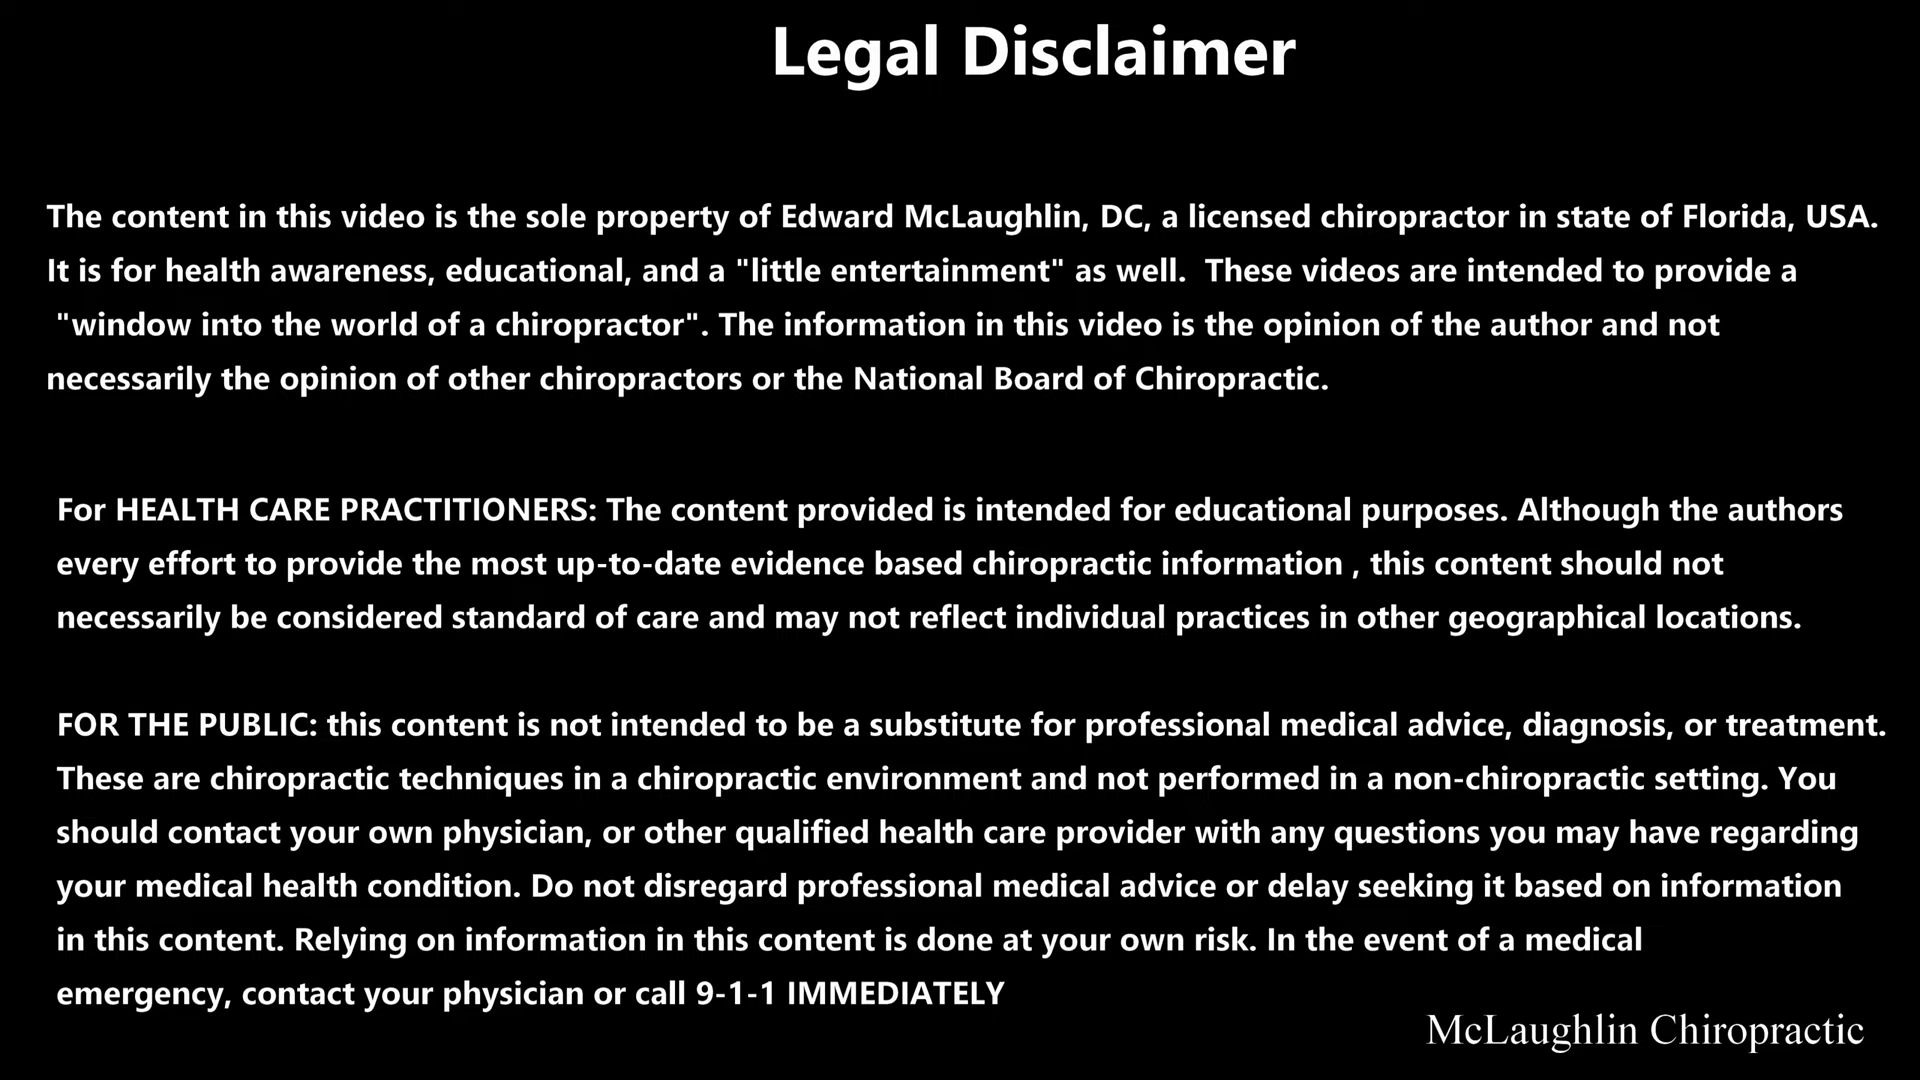 Legal Disclaimer
The content in this video is the sole property of Edward McLaughlin, DC, a licensed chiropractor in state of Florida, USA.
It is for health awareness, educational, and a "little entertainment" as well.  These videos are intended to provide a
"window into the world of a chiropractor". The information in this video is the opinion of the author and not
necessarily the opinion of other chiropractors or the National Board of Chiropractic.
For HEALTH CARE PRACTITIONERS: The content provided is intended for educational purposes. Although the authors
every effort to provide the most up-to-date evidence based chiropractic information , this content should not
necessarily be considered standard of care and may not reflect individual practices in other geographical locations.
FOR THE PUBLIC: this content is not intended to be a substitute for professional medical advice, diagnosis, or treatment.
These are chiropractic techniques in a chiropractic environment and not performed in a non-chiropractic setting. You
should contact your own physician, or other qualified health care provider with any questions you may have regarding
your medical health condition. Do not disregard professional medical advice or delay seeking it based on information
in this content. Relying on information in this content is done at your own risk. In the event of a medical
emergency, contact your physician or call 9-1-1 IMMEDIATELY
McLaughlin Chiropractic